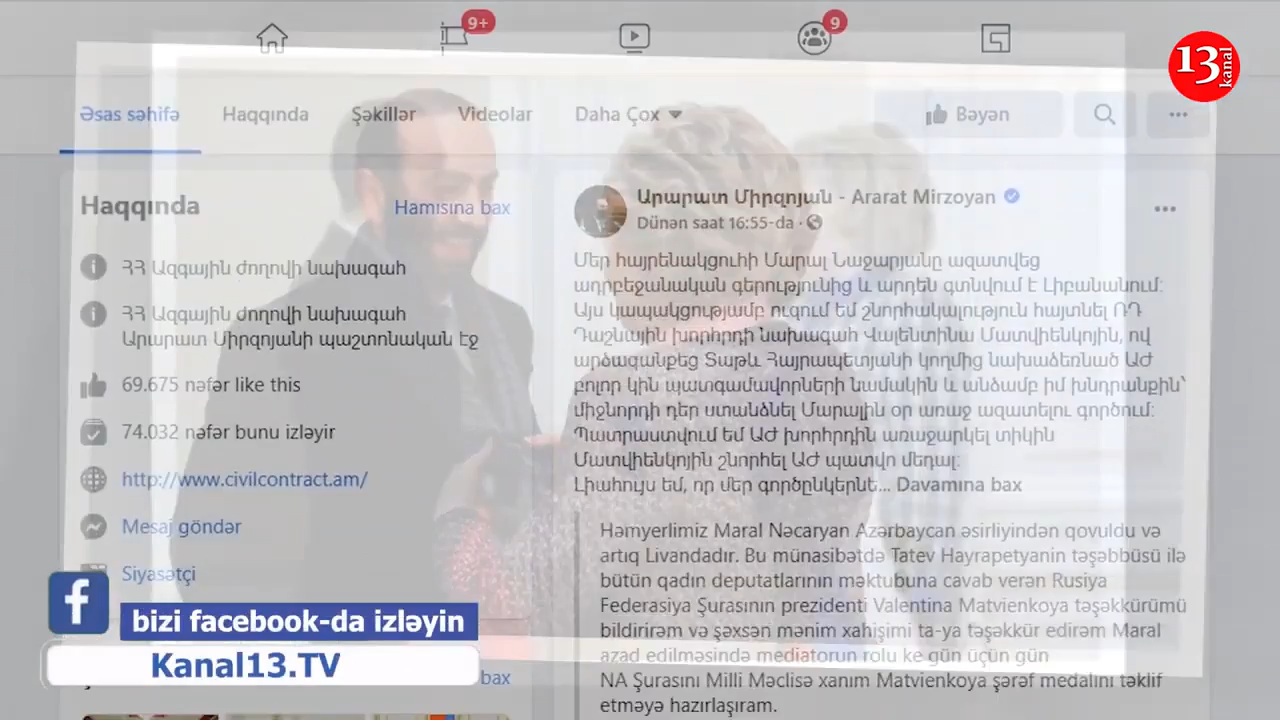 9+
9
13
kanal
Əsas səhifə
Haqqında
Şəkillər
Videolar
Daha Çox
Bəyən
Haqqında
Hamısına bax
ՀՀ Ազգային ժողովի նախագահ
ՀՀ Ազգային ժողովի նախագահ
Արարատ Միրզոյանի պաշտոնական էջ
69.675 nəfər like this
74.032 nəfər bunu izləyir
http://www.civilcontract.am/
Mesaj göndər
Siyasətçi
bizi facebook-da izləyin
Kanal13.TV
bax
Արարատ Միրզոյան - Ararat Mirzoyan
Dünən saat 16:55-da ·
Մեր հայրենակցուհի Մարալ Նաջարյանը ազատվեց
ադրբեջանական գերությունից և արդեն գտնվում է Լիբանանում։
Այս կապակցությամբ ուզում եմ շնորհակալություն հայտնել ՌԴ
Դաշնային խորհրդի նախագահ Վալենտինա Մատվիենկոյին, ով
արձագանքեց Տաթև Հայրապետյանի կողմից նախաձեռնած ԱԺ
բոլոր կին պատգամավորների նամակին և անձամբ իմ խնդրանքին՝
միջնորդի դեր ստանձնել Մարալին օր առաջ ազատելու գործում։
Պատրաստվում եմ ԱԺ խորհրդին առաջարկել տիկին
Մատվիենկոյին շնորհել ԱԺ պատվո մեդալ։
Լիահույս եմ, որ մեր գործընկերնե... Davamına bax
Həmyerlimiz Maral Nəcaryan Azərbaycan əsirliyindən qovuldu və
artıq Livandadır. Bu münasibətdə Tatev Hayrapetyanin təşəbbüsü ilə
bütün qadın deputatlarının məktubuna cavab verən Rusiya
Federasiya Şurasının prezidenti Valentina Matvienkoya təşəkkürümü
bildirirəm və şəxsən mənim xahişimi ta-ya təşəkkür edirəm Maral
azad edilməsində mediatorun rolu ke gün üçün gün
NA Şurasını Milli Məclisə xanım Matvienkoya şərəf medalını təklif
etməyə hazırlaşıram.